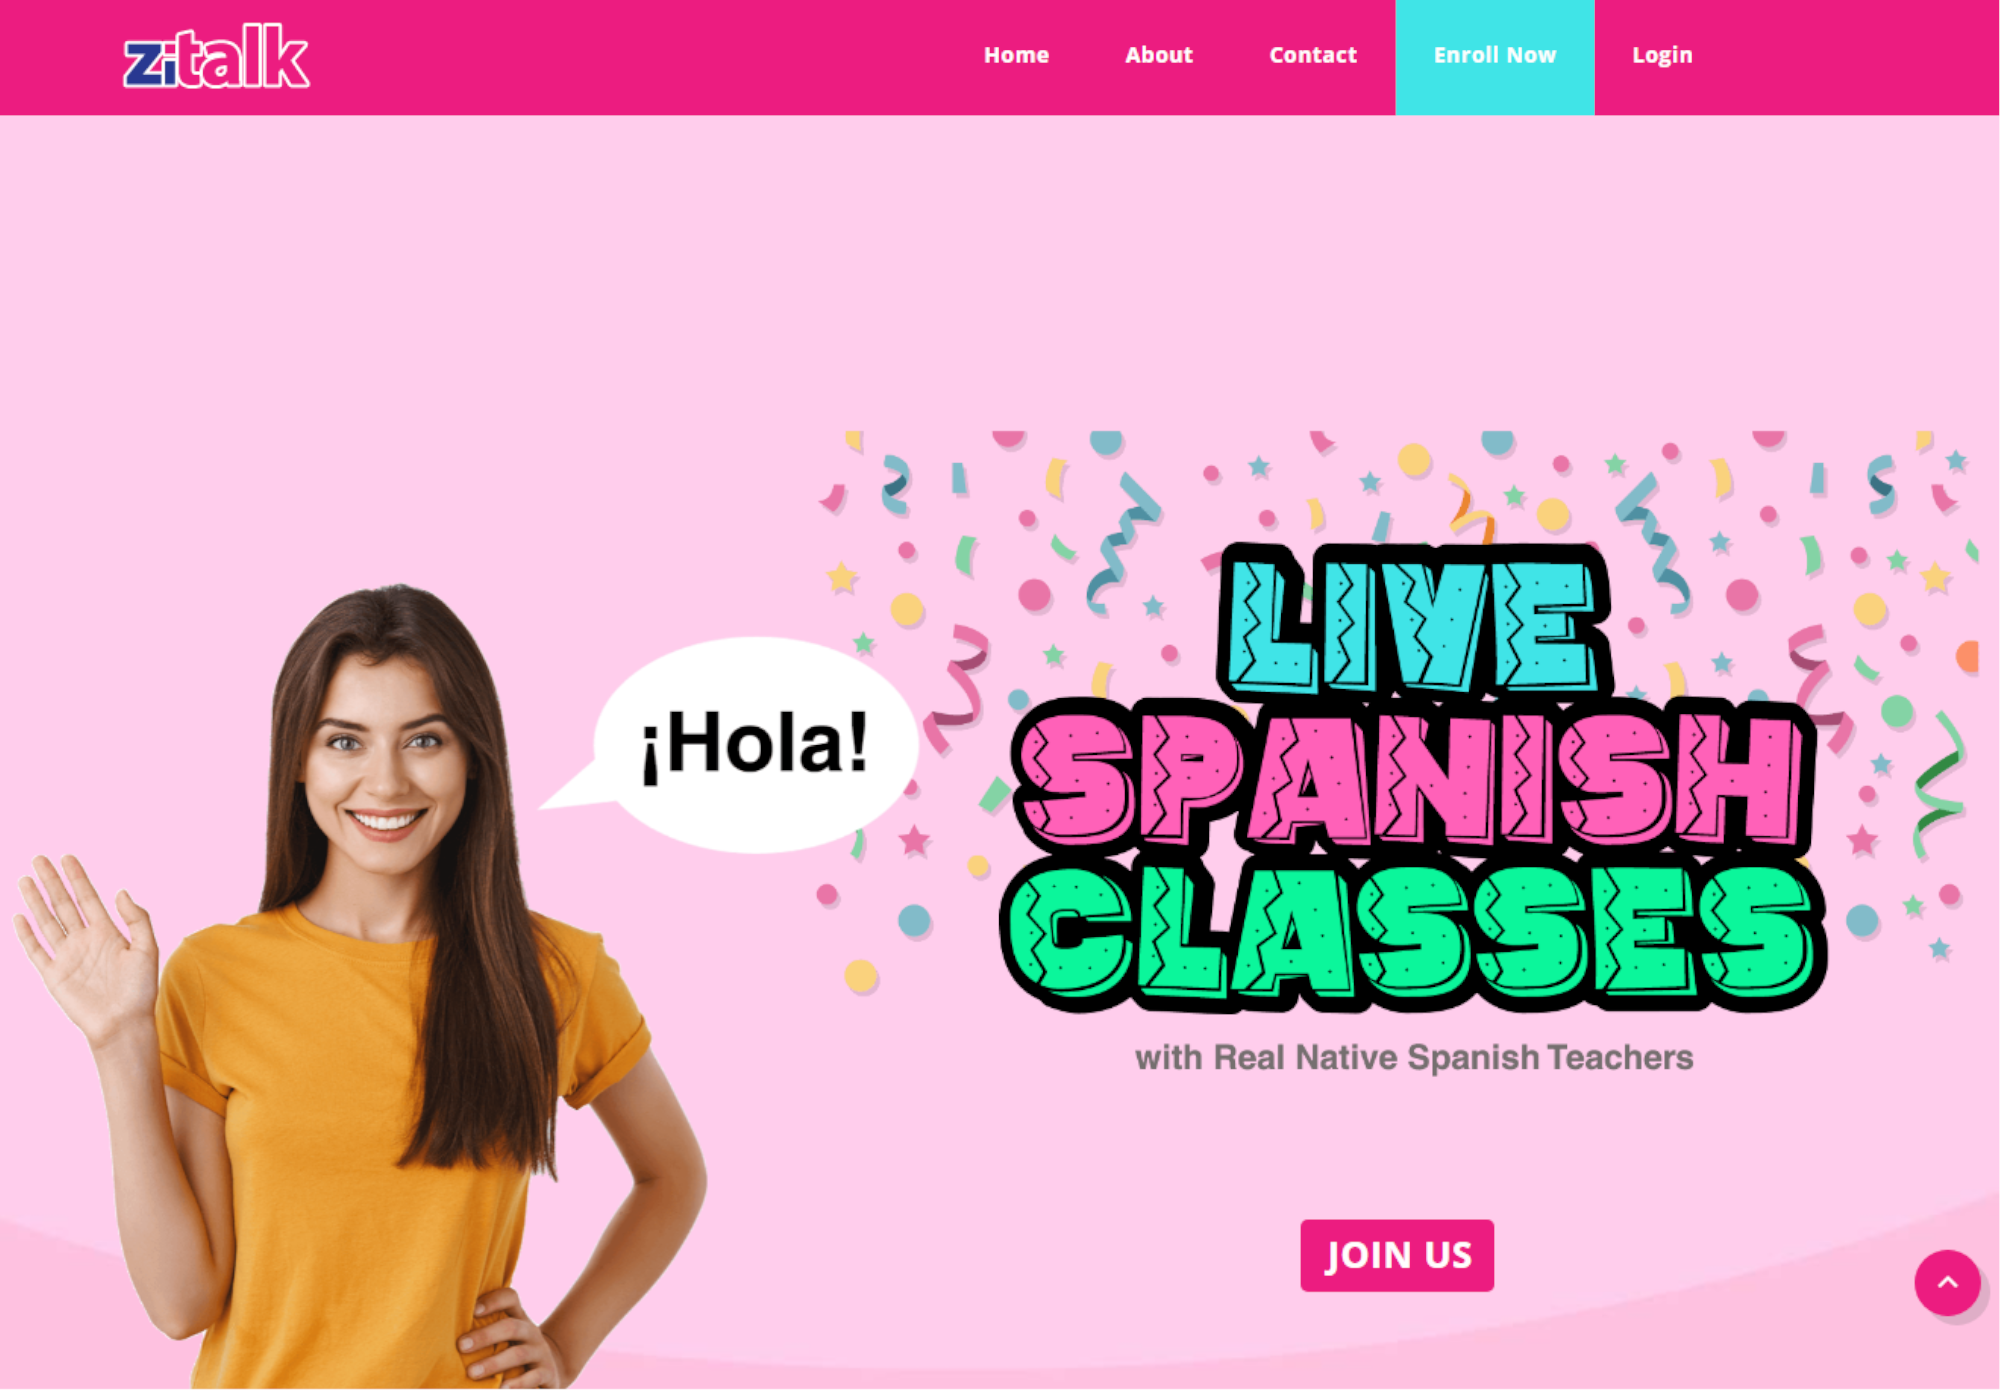 zitalk
Home About Contact Enroll Now Login
¡Hola!
LIVE
SPANISH
CLASSES
with Real Native Spanish Teachers
JOIN US